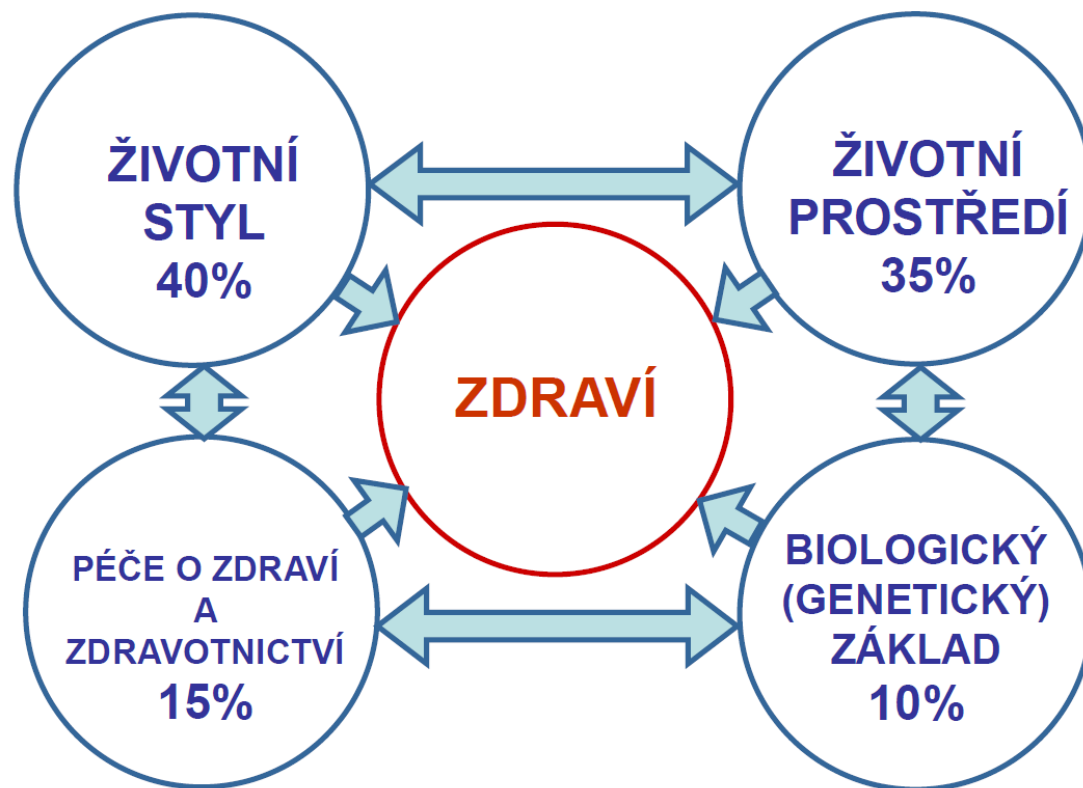 ŽIVOTNÍ
STYL
40%
ŽIVOTNÍ
PROSTŘEDÍ
35%
ZDRAVÍ
PÉČE O ZDRAVÍ
A
ZDRAVOTNICTVÍ
15%
BIOLOGICKÝ
(GENETICKÝ)
ZÁKLAD
10%